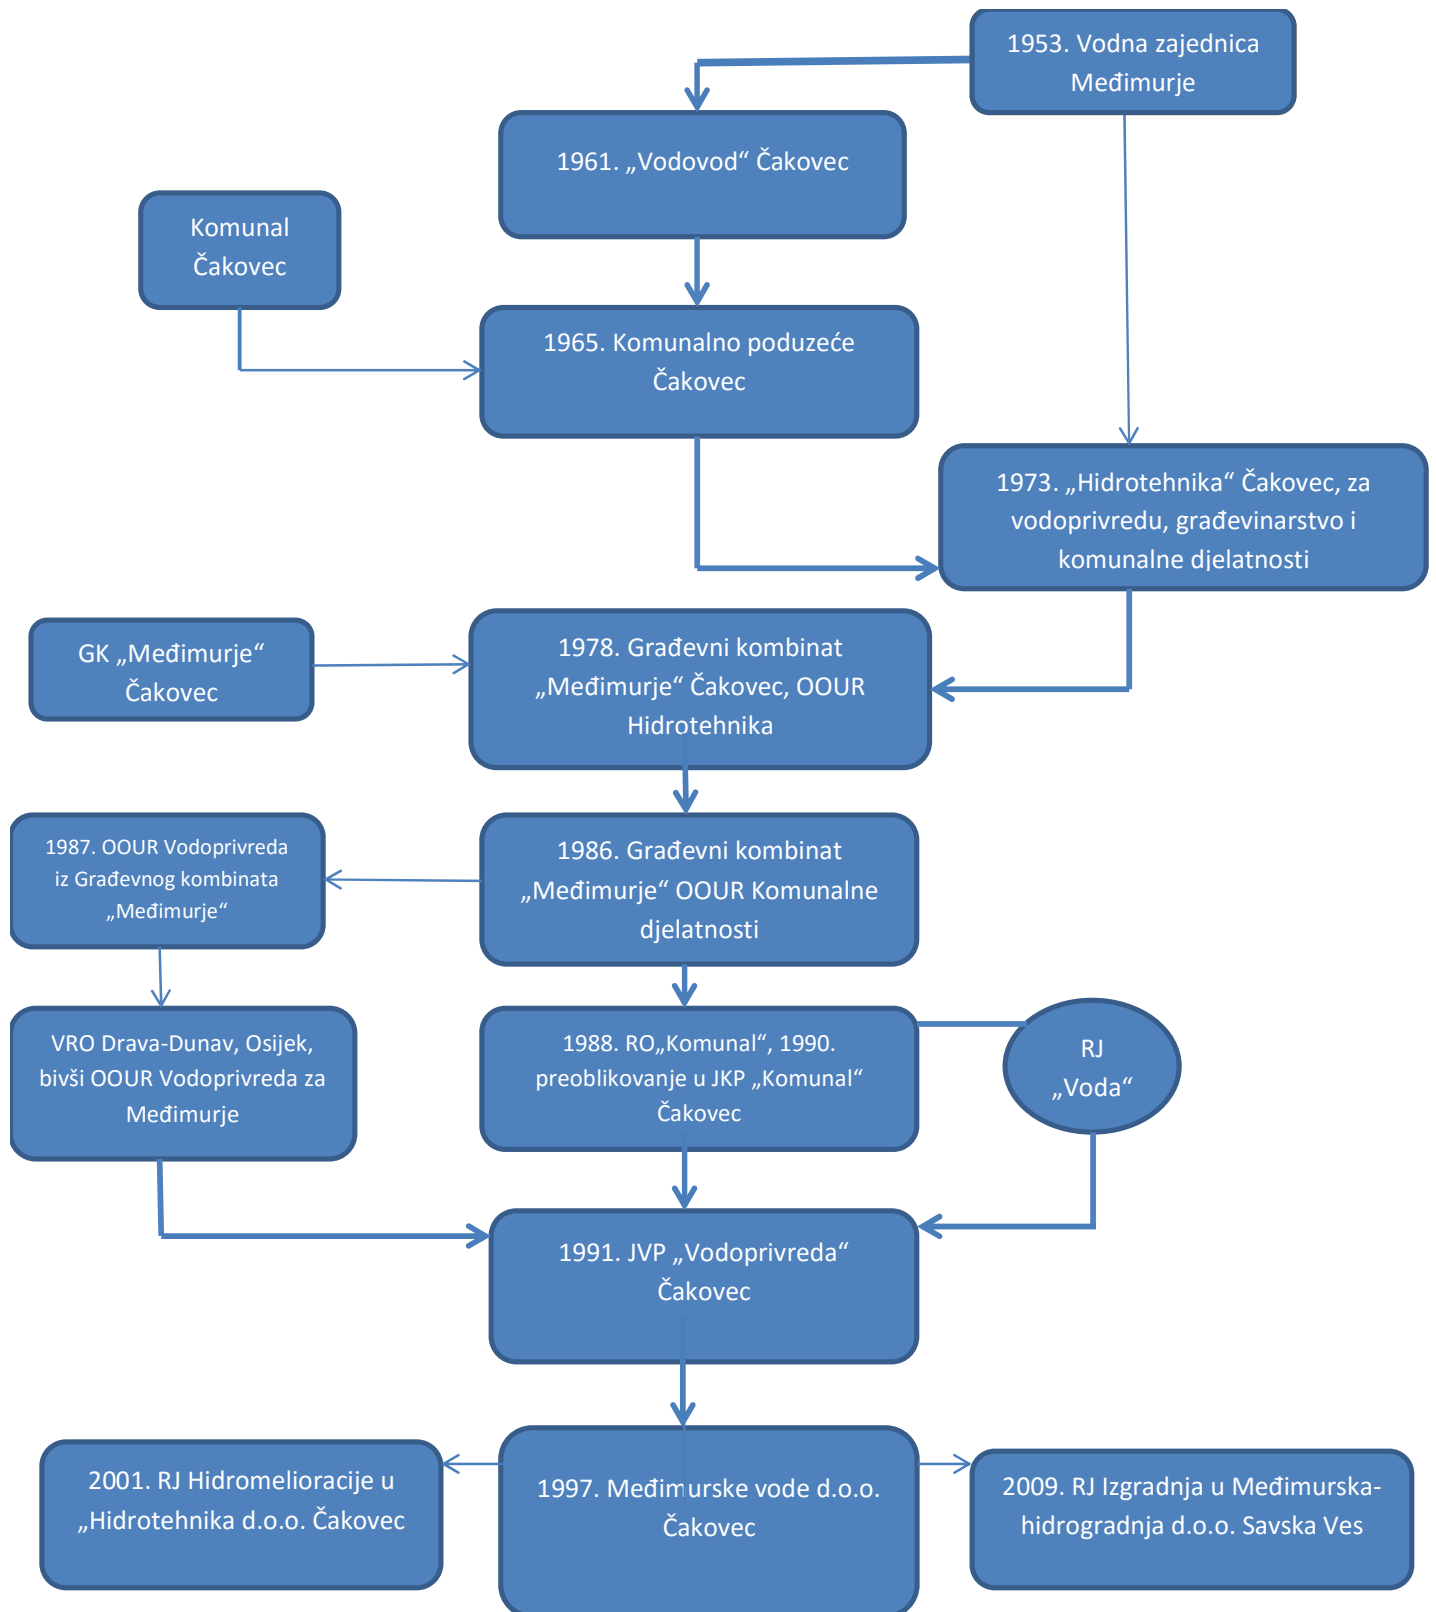 1953. Vodna zajednica
Međimurje
1961. „Vodovod“ Čakovec
Komunal
Čakovec
1965. Komunalno poduzeće
Čakovec
1973. „Hidrotehnika“ Čakovec, za
vodoprivredu, građevinarstvo i
komunalne djelatnosti
GK „Međimurje“
Čakovec
1978. Građevni kombinat
„Međimurje“ Čakovec, OOUR
Hidrotehnika
1987. OOUR Vodoprivreda
iz Građevnog kombinata
„Međimurje“
1986. Građevni kombinat
„Međimurje“ OOUR Komunalne
djelatnosti
VRO Drava-Dunav, Osijek,
bivši OOUR Vodoprivreda za
Međimurje
1988. RO„Komunal“, 1990.
preoblikovanje u JKP „Komunal“
Čakovec
RJ
„Voda“
1991. JVP „Vodoprivreda“
Čakovec
2001. RJ Hidromelioracije u
„Hidrotehnika d.o.o. Čakovec
1997. Međimurske vode d.o.o.
Čakovec
2009. RJ Izgradnja u Međimurska-
hidrogradnja d.o.o. Savska Ves